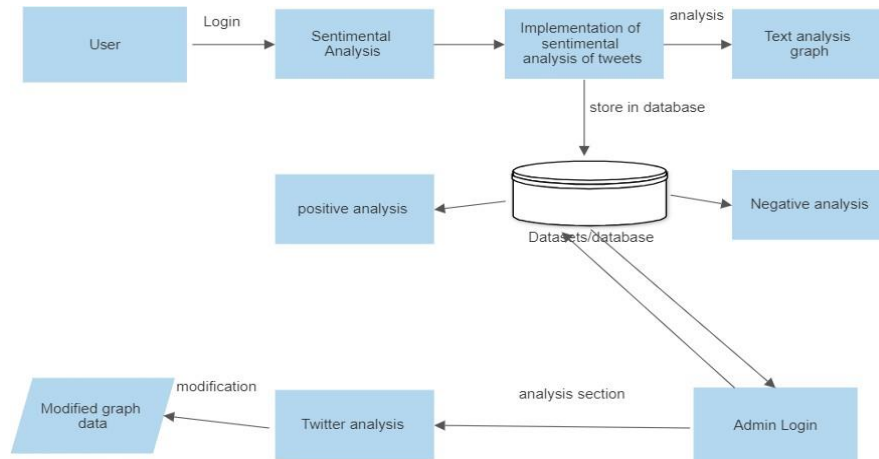 Login
User
Sentimental
Analysis
Implementation of
sentimental
analysis of tweets
analysis
Text analysis
graph
store in database
positive analysis
Datasets/database
Negative analysis
Modified graph
data
modification
Twitter analysis
analysis section
Admin Login